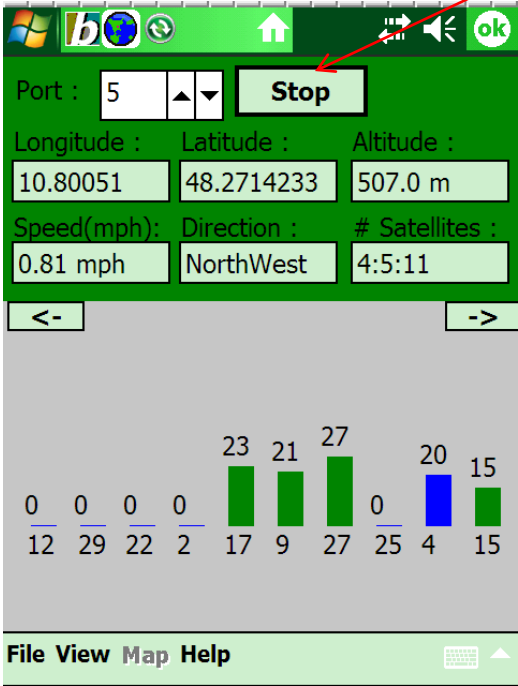 b ok
Port : 5 Stop
Longitude : Latitude : Altitude :
10.80051 48.2714233 507.0 m
Speed(mph): Direction : # Satellites :
0.81 mph NorthWest 4:5:11
<- ->
23 21 27 20 15
0 0 0 0 0
12 29 22 2 17 9 27 25 4 15
File View Map Help